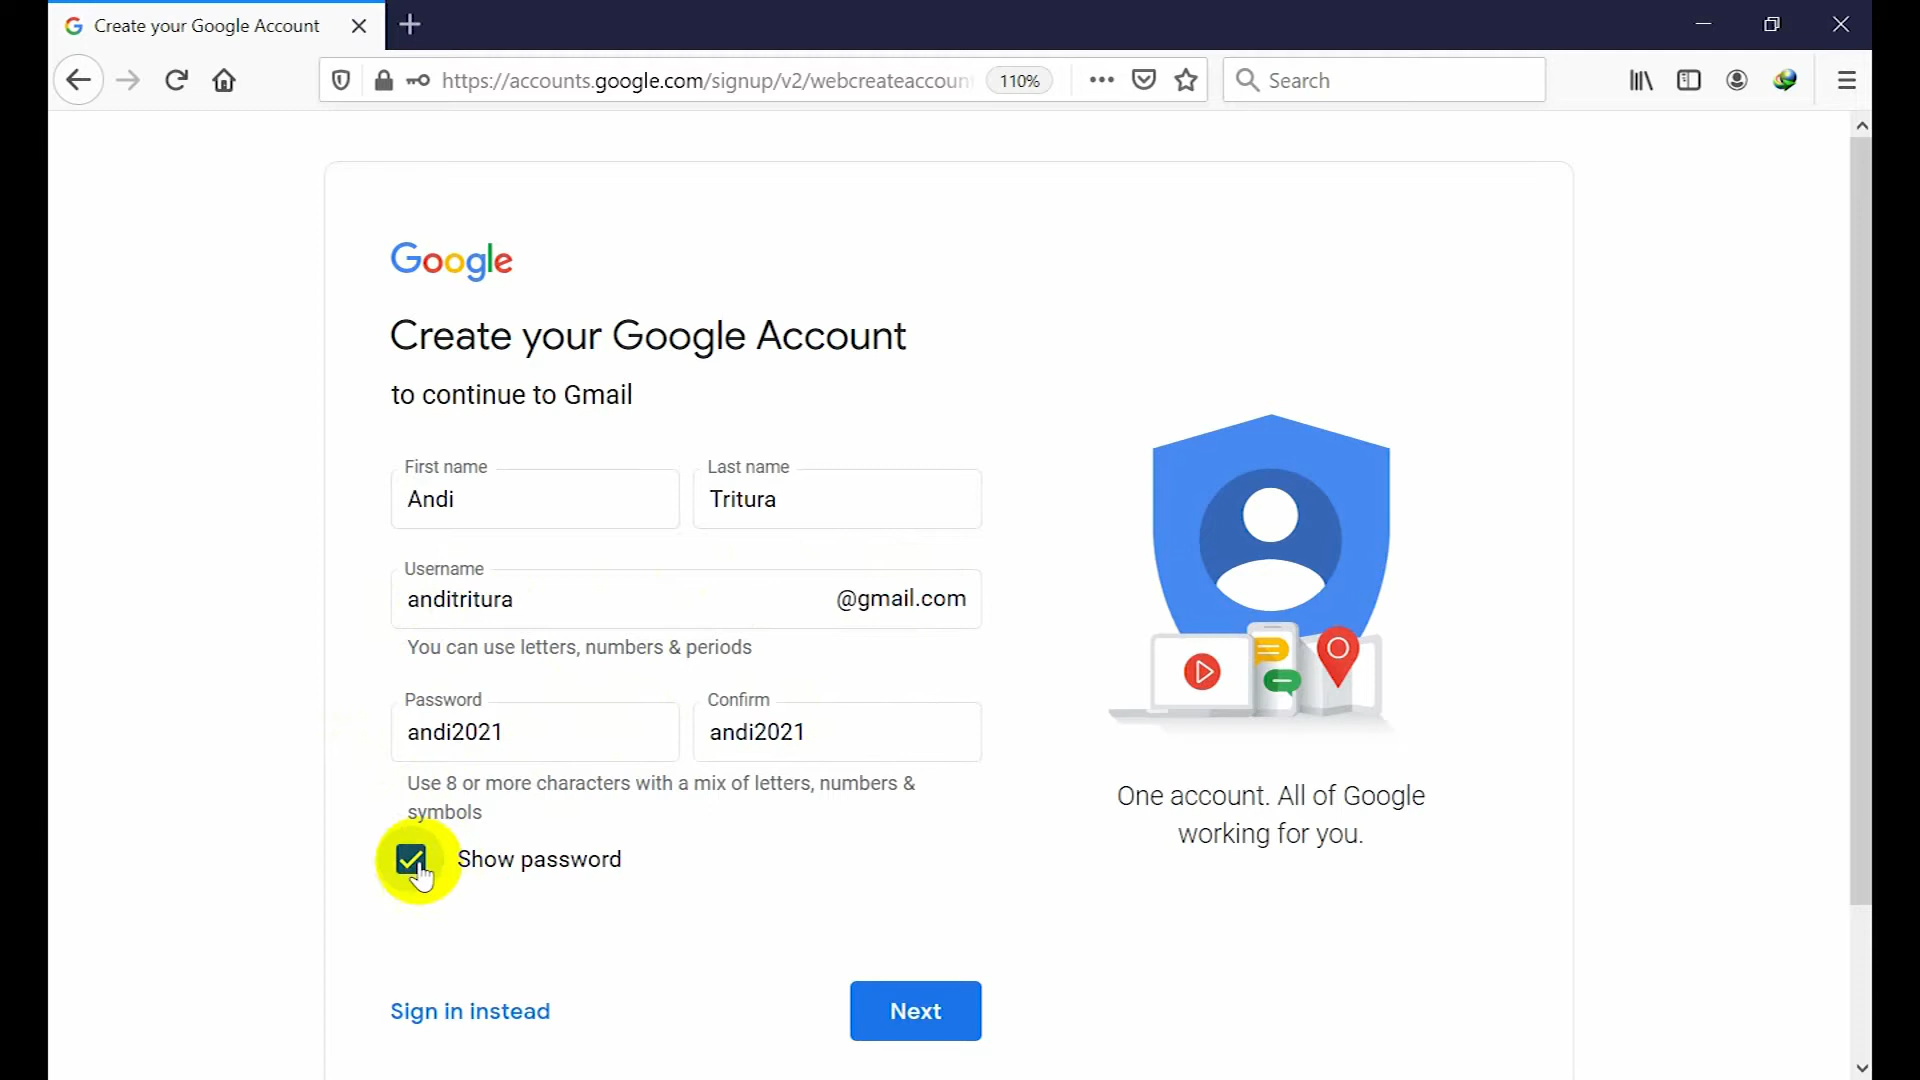 Create your Google Account
https://accounts.google.com/signup/v2/webcreateaccoun
110%
Search
Google
Create your Google Account
to continue to Gmail
First name
Last name
Andi
Tritura
Username
anditritura
@gmail.com
You can use letters, numbers & periods
Password
Confirm
andi2021
andi2021
Use 8 or more characters with a mix of letters, numbers &
symbols
Show password
One account. All of Google
working for you.
Sign in instead
Next